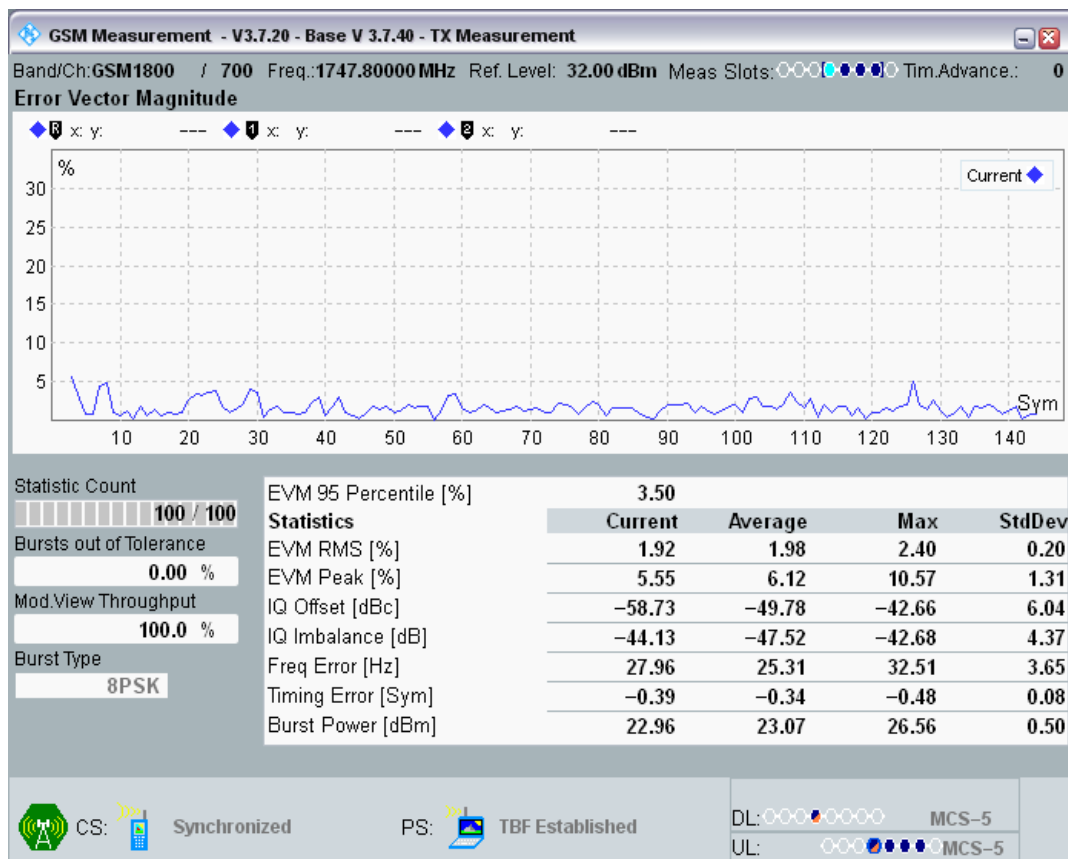 GSM Measurement - V3.7.20 - Base V 3.7.40 - TX Measurement
Band/Ch:GSM1800 / 700 Freq.:1747.80000 MHz Ref. Level: 32.00 dBm Meas Slots: Tim.Advance.: 0
Error Vector Magnitude
R x: y: --- 1 x: y: --- 2 x: y: ---
%
Current
30
25
20
15
10
5
Sym
10 20 30 40 50 60 70 80 90 100 110 120 130 140
Statistic Count
100 / 100
Bursts out of Tolerance
0.00 %
Mod.View Throughput
100.0 %
Burst Type
8PSK
EVM 95 Percentile [%] 3.50
Statistics Current Average Max StdDev
EVM RMS [%] 1.92 1.98 2.40 0.20
EVM Peak [%] 5.55 6.12 10.57 1.31
IQ Offset [dBc] −58.73 −49.78 −42.66 6.04
IQ Imbalance [dB] −44.13 −47.52 −42.68 4.37
Freq Error [Hz] 27.96 25.31 32.51 3.65
Timing Error [Sym] −0.39 −0.34 −0.48 0.08
Burst Power [dBm] 22.96 23.07 26.56 0.50
CS: Synchronized PS: TBF Established
DL: MCS−5
UL: MCS−5